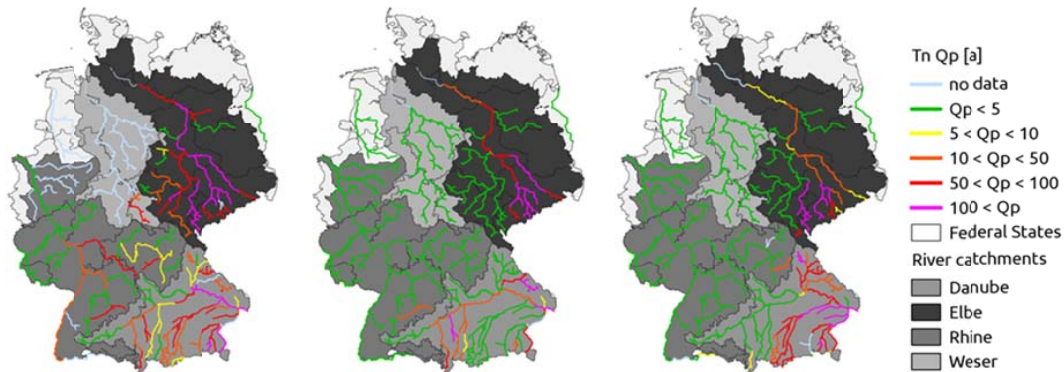 Tn Qp [a]
no data
Qp < 5
5 < Qp < 10
10 < Qp < 50
50 < Qp < 100
100 < Qp
Federal States
River catchments
Danube
Elbe
Rhine
Weser